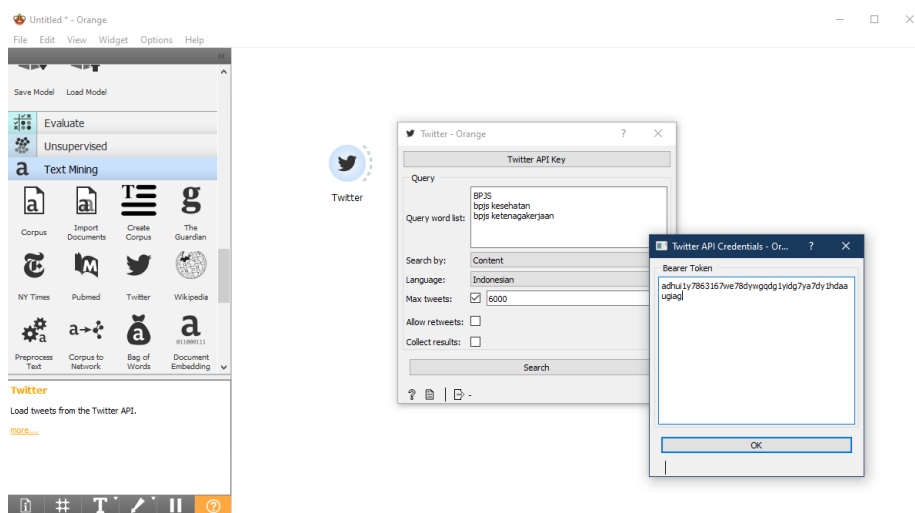 Untitled * - Orange
File Edit View Widget Options Help
Save Model Load Model
Evaluate
Unsupervised
a Text Mining
Corpus Import Documents Create Corpus The Guardian
NY Times Pubmed Twitter Wikipedia
Preprocess Text Corpus to Network Bag of Words Document Embedding
Twitter
Load tweets from the Twitter API.
more...
Twitter
Twitter - Orange
Twitter API Key
Query
Query word list:
BPJS
bpjs kesehatan
bpjs ketenagakerjaan
Search by: Content
Language: Indonesian
Max tweets: 6000
Allow retweets:
Collect results:
Search
Twitter API Credentials - Or...
Bearer Token
adhui1y7863167we78dywgqdg1yidg7ya7dy1hdaa
ugiag
OK